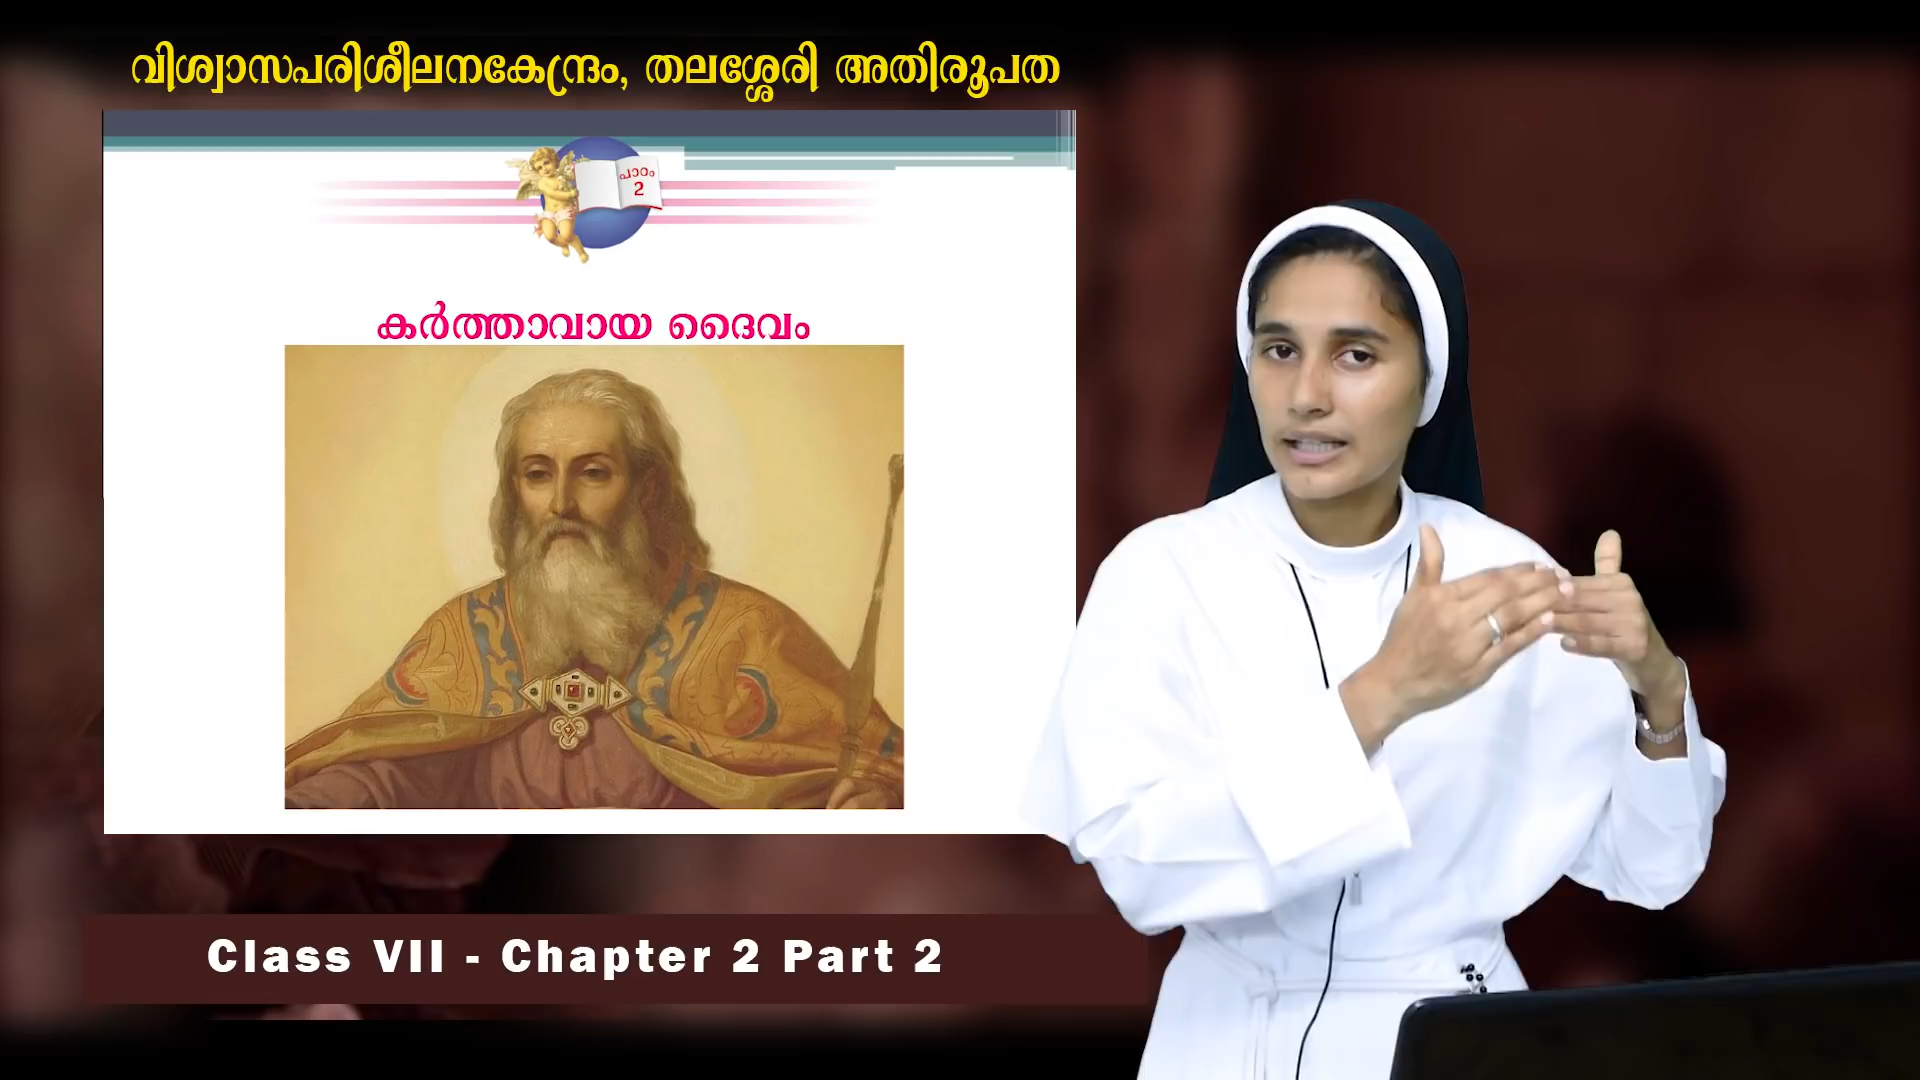 വിശ്വാസപരിശീലനകേന്ദ്രം, തലശ്ശേരി അതിരൂപത
പാഠം
2
കർത്താവായ ദൈവം
Class VII - Chapter 2 Part 2